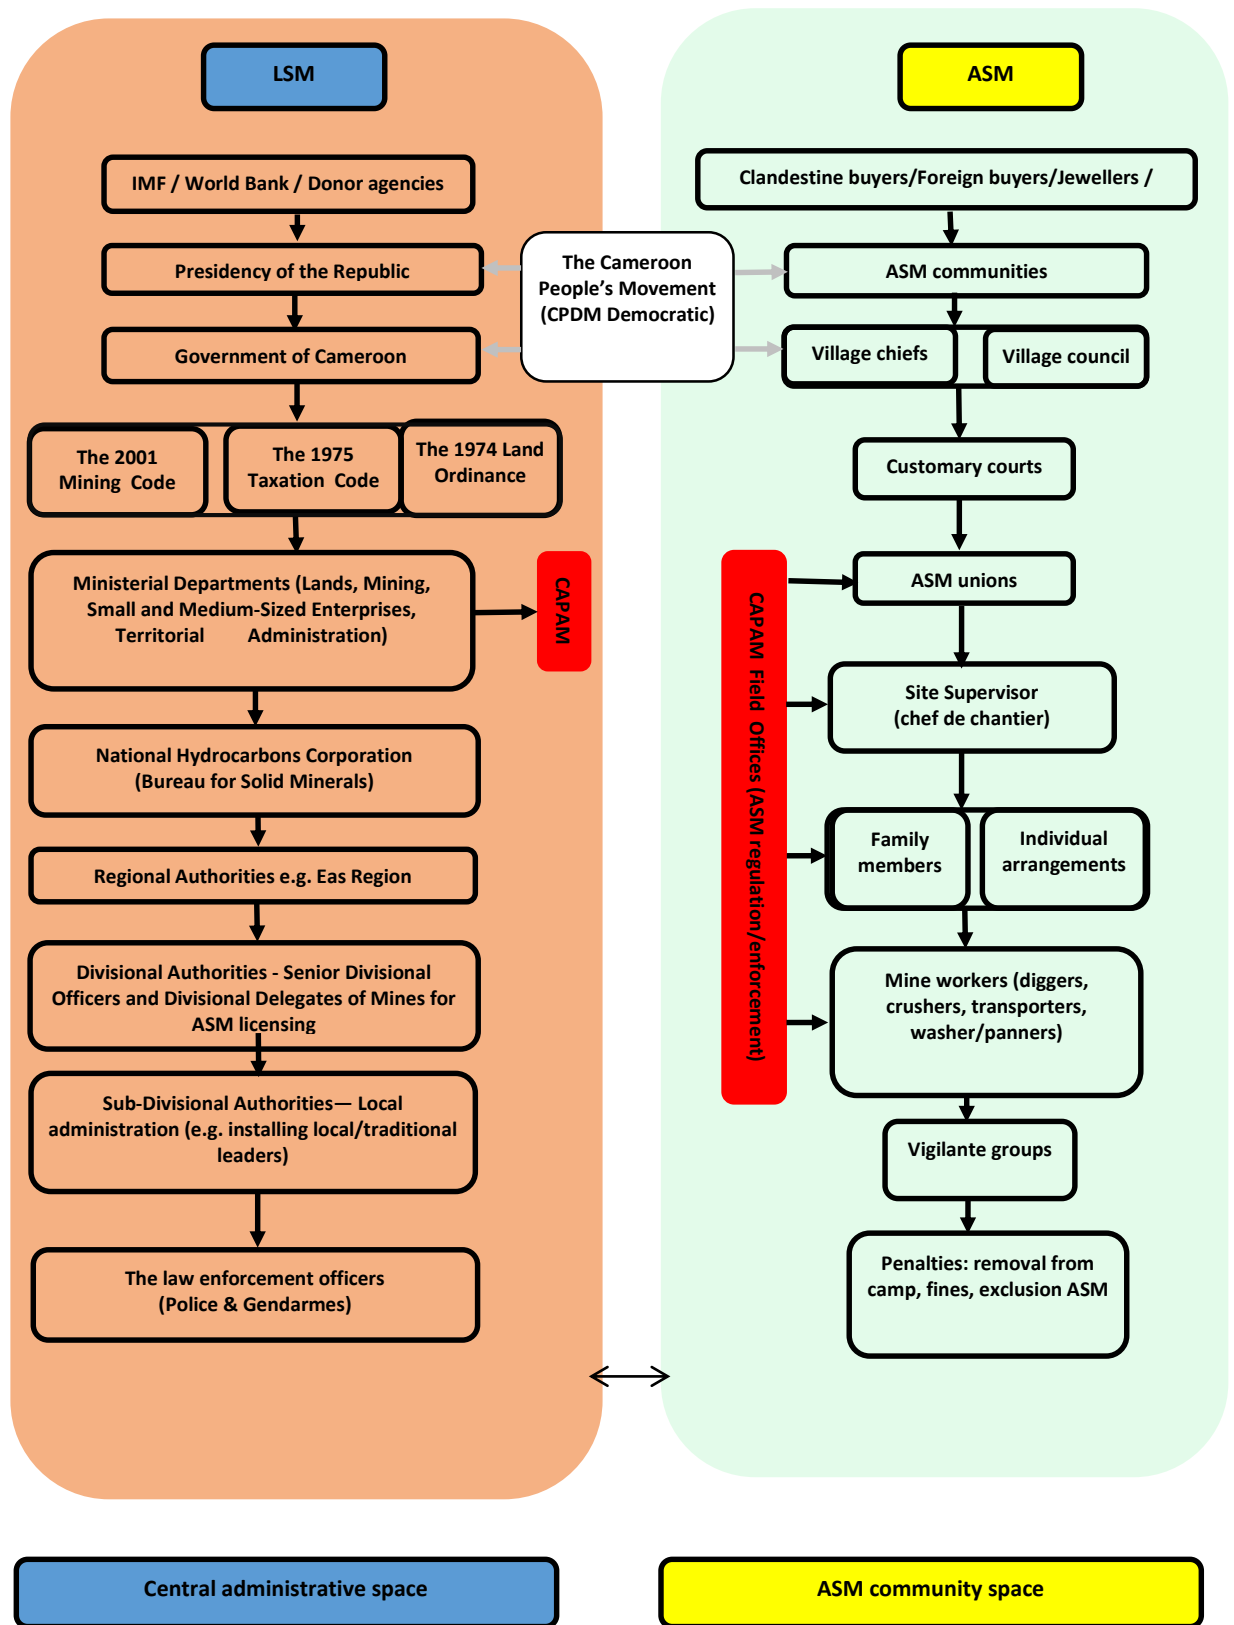 LSM
IMF / World Bank / Donor agencies
Presidency of the Republic
Government of Cameroon
The 2001
Mining Code
The 1975
Taxation Code
The 1974 Land
Ordinance
Ministerial Departments (Lands, Mining,
Small and Medium-Sized Enterprises,
Territorial Administration)
CAPAM
National Hydrocarbons Corporation
(Bureau for Solid Minerals)
Regional Authorities e.g. Eas Region
Divisional Authorities - Senior Divisional
Officers and Divisional Delegates of Mines for
ASM licensing
Sub-Divisional Authorities— Local
administration (e.g. installing local/traditional
leaders)
The law enforcement officers
(Police & Gendarmes)
The Cameroon
People’s Movement
(CPDM Democratic)
ASM
Clandestine buyers/Foreign buyers/Jewellers /
ASM communities
Village chiefs
Village council
Customary courts
ASM unions
CAPAM Field Offices (ASM regulation/enforcement)
Site Supervisor
(chef de chantier)
Family
members
Individual
arrangements
Mine workers (diggers,
crushers, transporters,
washer/panners)
Vigilante groups
Penalties: removal from
camp, fines, exclusion ASM
Central administrative space
ASM community space